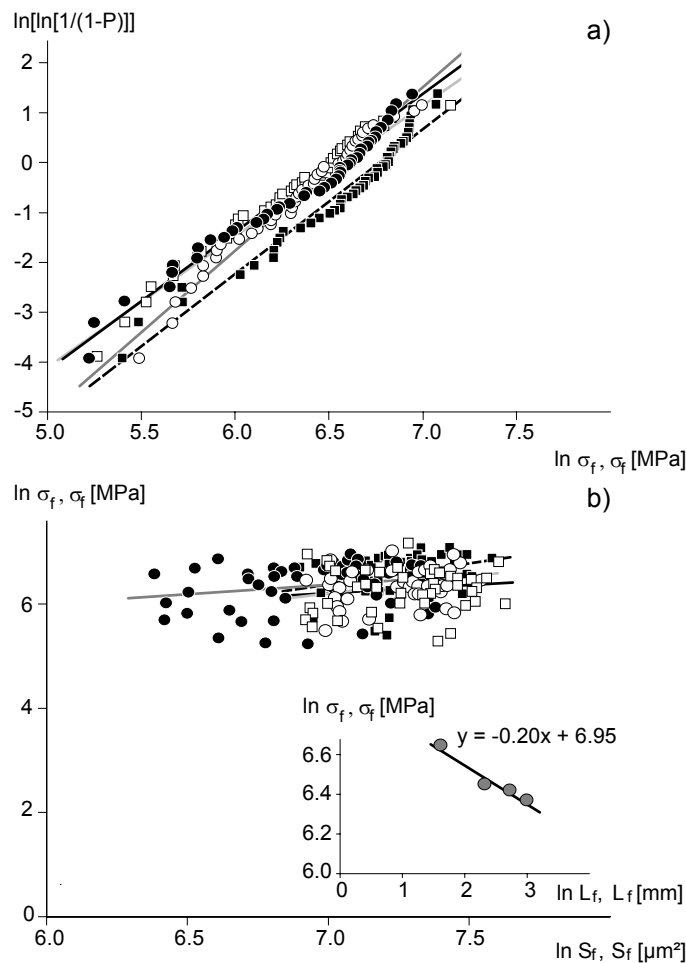 ln[ln[1/(1-P)]]
a)
2
1
0
-1
-2
-3
-4
-5
5.0 5.5 6.0 6.5 7.0 7.5
ln σf, σf [MPa]
ln σf, σf [MPa]
b)
6
4
2
0
ln σf, σf [MPa]
y = -0.20x + 6.95
6.6
6.4
6.2
6.0
0 1 2 3 ln Lf, Lf [mm]
6.0 6.5 7.0 7.5
ln Sf, Sf [µm²]